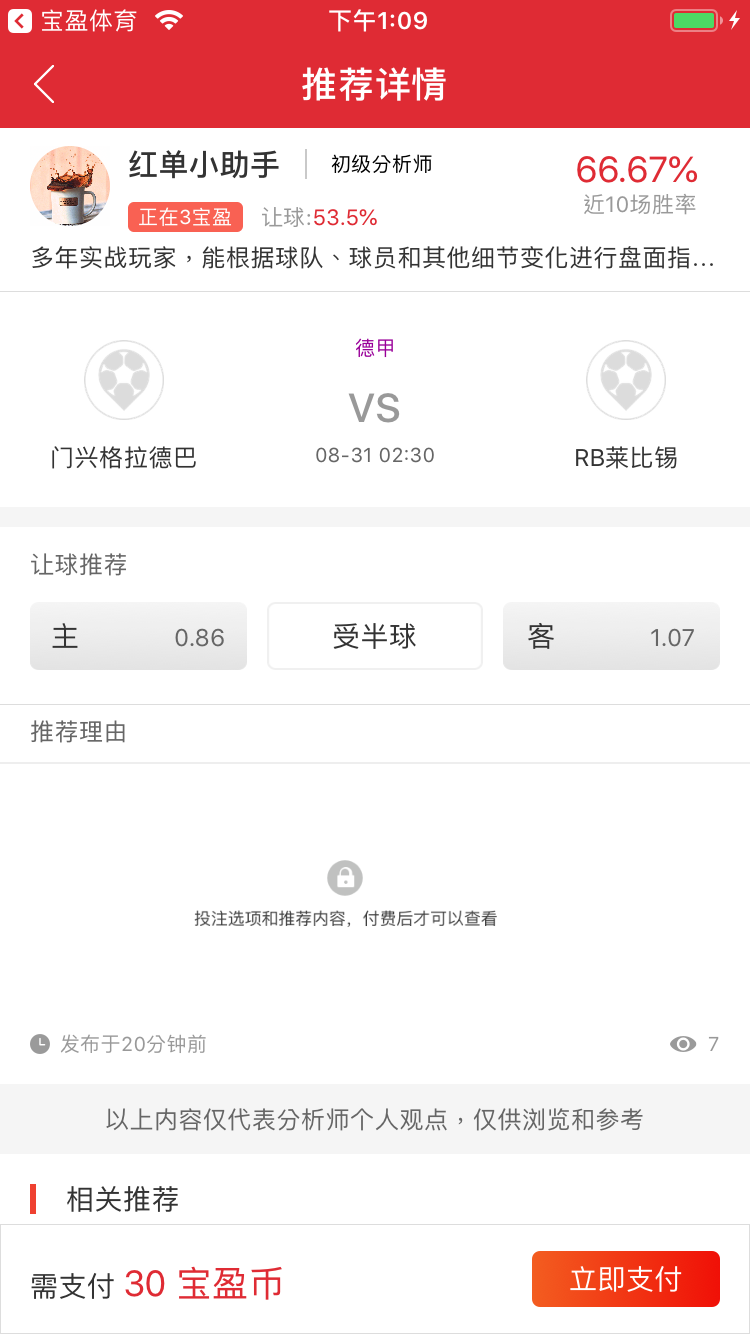 宝盈体育 下午1:09
推荐详情
红单小助手 初级分析师 66.67%
正在3宝盈 让球:53.5% 近10场胜率
多年实战玩家，能根据球队、球员和其他细节变化进行盘面指...
德甲
VS
门兴格拉德巴 08-31 02:30 RB莱比锡
让球推荐
主 0.86 受半球 客 1.07
推荐理由
投注选项和推荐内容，付费后才可以查看
发布于20分钟前 7
以上内容仅代表分析师个人观点，仅供浏览和参考
相关推荐
需支付 30 宝盈币 立即支付